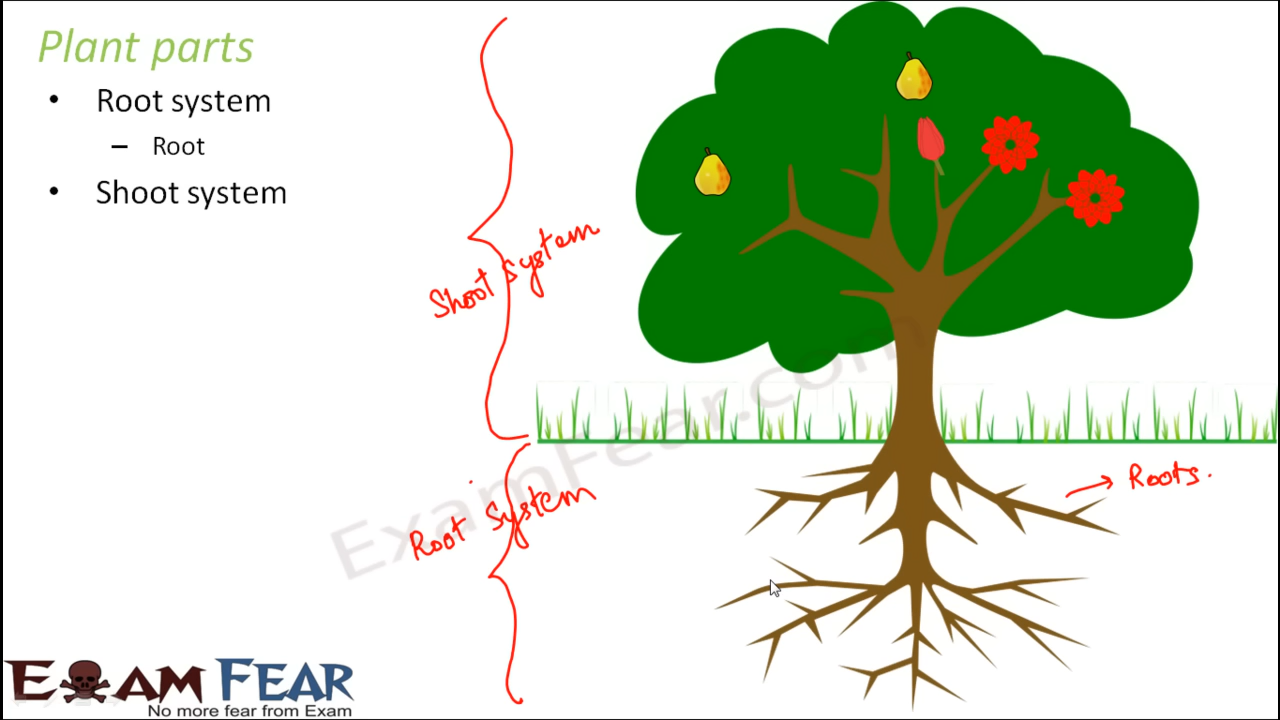 Plant parts
• Root system
– Root
• Shoot system
Shoot System
Root System
→ Roots.
ExamFear.com
EXAM FEAR
No more fear from Exam